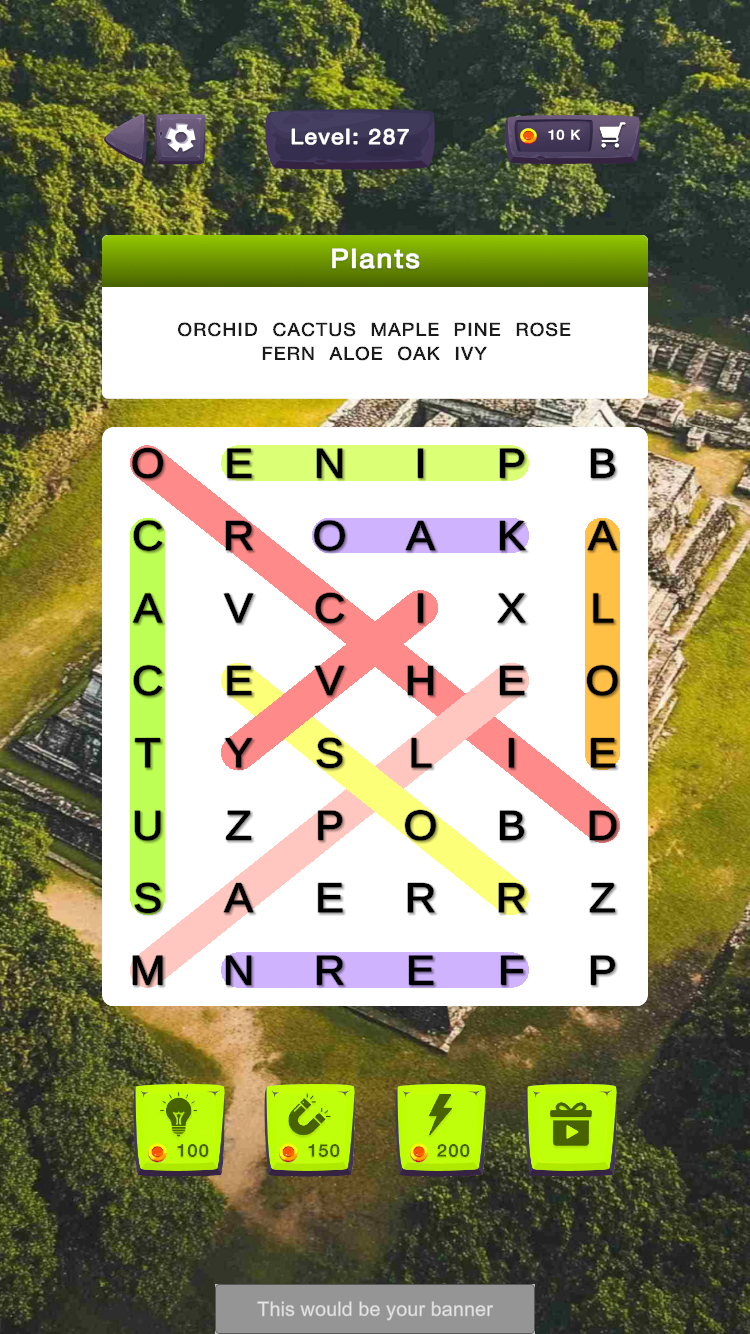 Level: 287
10 K
Plants
ORCHID CACTUS MAPLE PINE ROSE
FERN ALOE OAK IVY
O E N I P B
C R O A K A
A V C I X L
C E V H E O
T Y S L I E
U Z P O B D
S A E R R Z
M N R E F P
100 150 200
This would be your banner